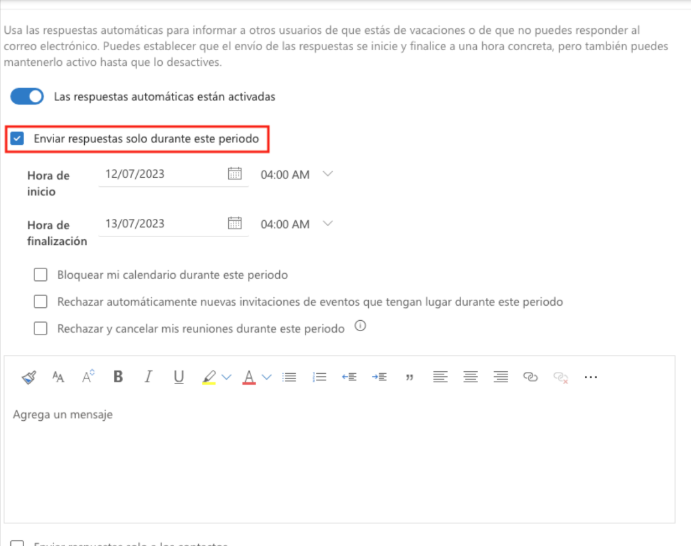 Usa las respuestas automáticas para informar a otros usuarios de que estás de vacaciones o de que no puedes responder al
correo electrónico. Puedes establecer que el envío de las respuestas se inicie y finalice a una hora concreta, pero también puedes
mantenerlo activo hasta que lo desactives.
Las respuestas automáticas están activadas
Enviar respuestas solo durante este periodo
Hora de inicio 12/07/2023 04:00 AM
Hora de finalización 13/07/2023 04:00 AM
Bloquear mi calendario durante este periodo
Rechazar automáticamente nuevas invitaciones de eventos que tengan lugar durante este periodo
Rechazar y cancelar mis reuniones durante este periodo
B I U A
Agrega un mensaje
Enviar respuestas solo a los contactos